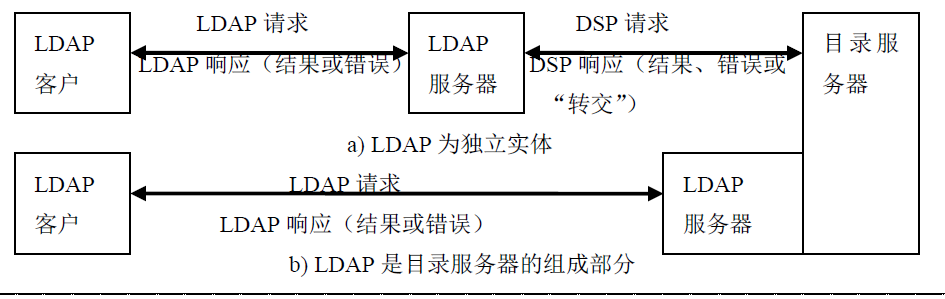 LDAP 请求
DSP 请求
LDAP
客户
LDAP
服务器
目录服
务器
LDAP 响应（结果或错误）
DSP 响应（结果、错误或
“转交”）
a) LDAP 为独立实体
LDAP
客户
LDAP 请求
LDAP
服务器
LDAP 响应（结果或错误）
b) LDAP 是目录服务器的组成部分